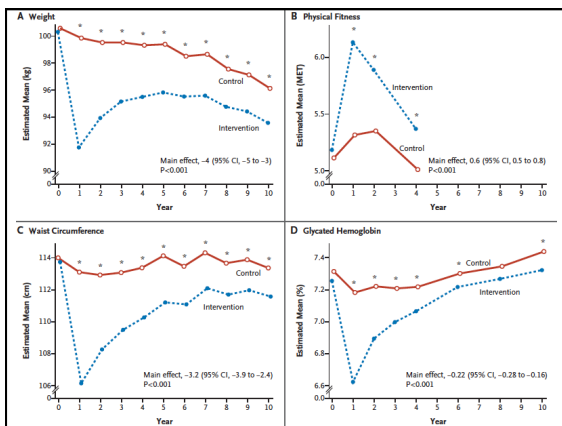 A Weight
100
98
96
94
92
90
0.0
Estimated Mean (kg)
* * * * * * * * * *
Control
Intervention
Main effect, –4 (95% CI, –5 to –3)
P<0.001
0 1 2 3 4 5 6 7 8 9 10
Year
B Physical Fitness
6.0
5.5
5.0
0.0
Estimated Mean (MET)
* * *
Intervention
Control
Main effect, 0.6 (95% CI, 0.5 to 0.8)
P<0.001
0 1 2 3 4 5 6 7 8 9 10
Year
C Waist Circumference
114
112
110
108
106
0.0
Estimated Mean (cm)
* * * * * * * * * *
Control
Intervention
Main effect, –3.2 (95% CI, –3.9 to –2.4)
P<0.001
0 1 2 3 4 5 6 7 8 9 10
Year
D Glycated Hemoglobin
7.4
7.2
7.0
6.8
6.6
0.0
Estimated Mean (%)
* * * * * *
Control
Intervention
Main effect, –0.22 (95% CI, –0.28 to –0.16)
P<0.001
0 1 2 3 4 5 6 7 8 9 10
Year